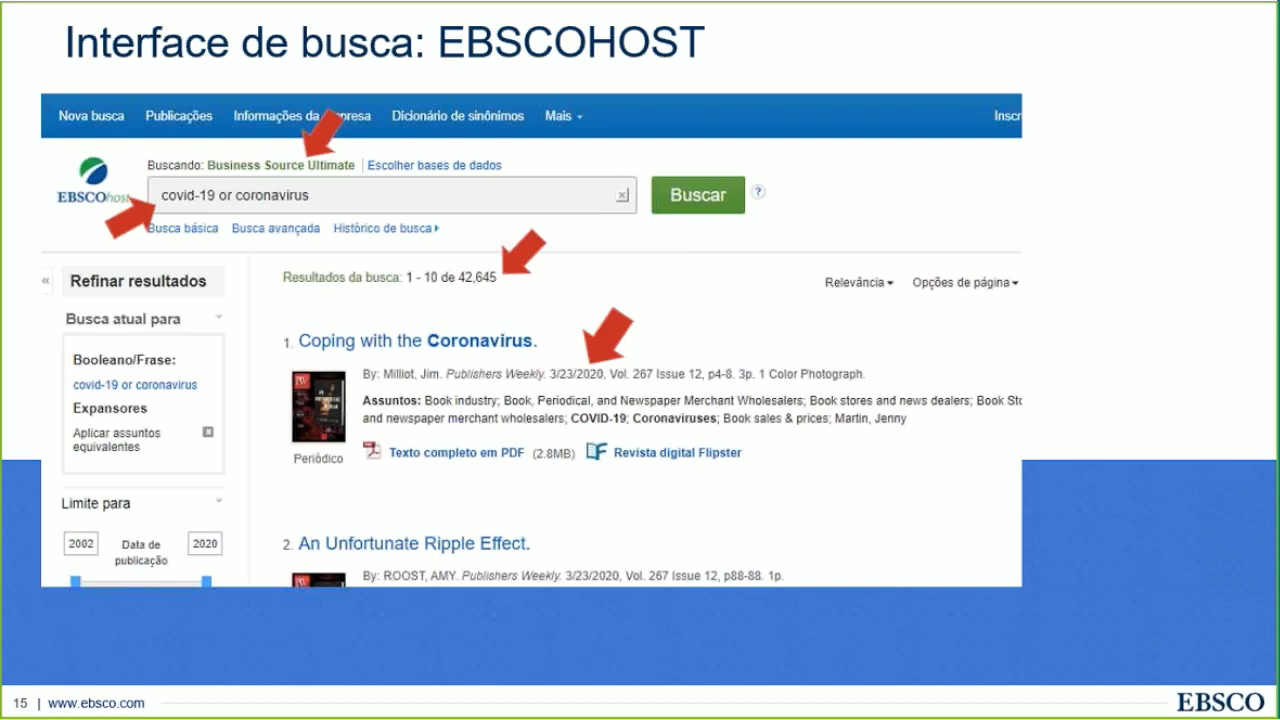 Interface de busca: EBSCOHOST
Nova busca Publicações Informações da presa Dicionário de sinônimos Mais
Buscando: Business Source Ultimate | Escolher bases de dados
EBSCOhost
covid-19 or coronavirus
Buscar
?
Busca básica Busca avançada Histórico de busca
« Refinar resultados
Resultados da busca: 1 - 10 de 42,645
Relevância Opções de página
Busca atual para
Booleano/Frase:
covid-19 or coronavirus
Expansores
Aplicar assuntos
equivalentes
Limite para
2002 Data de publicação 2020
1. Coping with the Coronavirus.
By: Milliot, Jim. Publishers Weekly. 3/23/2020, Vol. 267 Issue 12, p4-8. 3p. 1 Color Photograph.
Assuntos: Book industry; Book, Periodical, and Newspaper Merchant Wholesalers; Book stores and news dealers; Book
and newspaper merchant wholesalers; COVID-19; Coronaviruses; Book sales & prices; Martin, Jenny
Periódico
Texto completo em PDF (2.8MB) Revista digital Flipster
2. An Unfortunate Ripple Effect.
By: ROOST, AMY. Publishers Weekly. 3/23/2020, Vol. 267 Issue 12, p88-88. 1p.
15 | www.ebsco.com
EBSCO